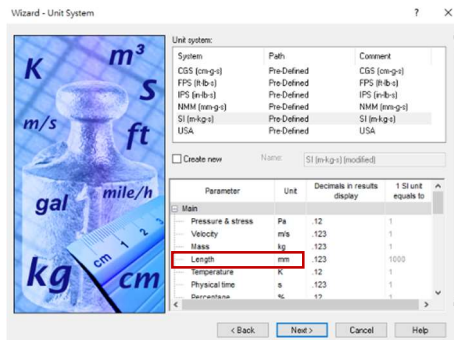 Wizard - Unit System ? ×
Unit system:
System Path Comment
CGS (cm-g-s) Pre-Defined CGS (cm-g-s)
FPS (ft-lb-s) Pre-Defined FPS (ft-lb-s)
IPS (in-lb-s) Pre-Defined IPS (in-lb-s)
NMM (mm-g-s) Pre-Defined NMM (mm-g-s)
SI (m-kg-s) Pre-Defined SI (m-kg-s)
USA Pre-Defined USA
Create new Name: SI (m-kg-s) (modified)
Parameter Unit Decimals in results display 1 SI unit equals to
Main
Pressure & stress Pa .12 1
Velocity m/s .123 1
Mass kg .123 1
Length mm .123 1000
Temperature K .12 1
Physical time s .123 1
Percentage % .12 1
K
m³
S
m/s
ft
gal
mile/h
cm 1 2 3
kg
cm
< Back Next > Cancel Help